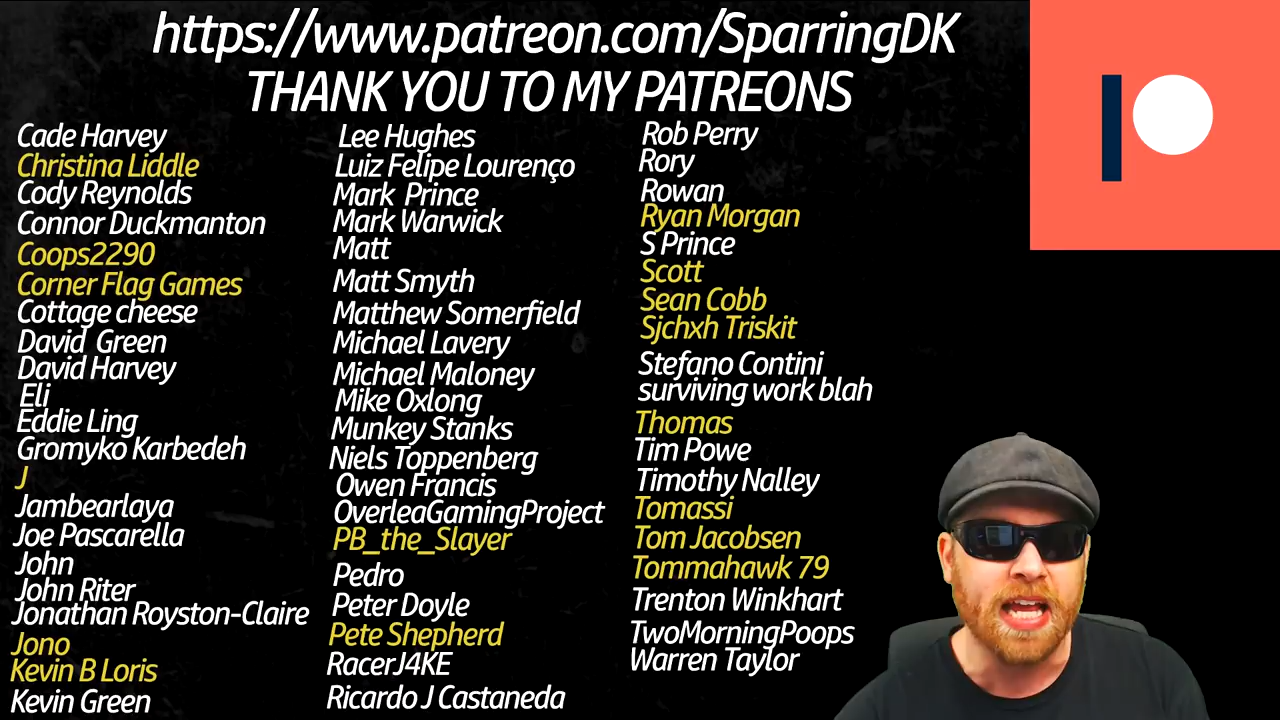 https://www.patreon.com/SparringDK
THANK YOU TO MY PATREONS
Cade Harvey
Christina Liddle
Cody Reynolds
Connor Duckmanton
Coops2290
Corner Flag Games
Cottage cheese
David Green
David Harvey
Eli
Eddie Ling
Gromyko Karbedeh
J
Jambearlaya
Joe Pascarella
John
John Riter
Jonathan Royston-Claire
Jono
Kevin B Loris
Kevin Green
Lee Hughes
Luiz Felipe Lourenço
Mark Prince
Mark Warwick
Matt
Matt Smyth
Matthew Somerfield
Michael Lavery
Michael Maloney
Mike Oxlong
Munkey Stanks
Niels Toppenberg
Owen Francis
OverleaGamingProject
PB_the_Slayer
Pedro
Peter Doyle
Pete Shepherd
RacerJ4KE
Ricardo J Castaneda
Rob Perry
Rory
Rowan
Ryan Morgan
S Prince
Scott
Sean Cobb
Sjchxh Triskit
Stefano Contini
surviving work blah
Thomas
Tim Powe
Timothy Nalley
Tomassi
Tom Jacobsen
Tommahawk 79
Trenton Winkhart
TwoMorningPoops
Warren Taylor